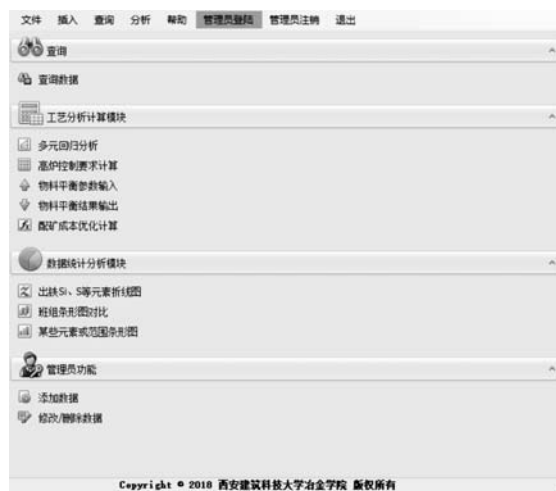 文件 插入 查询 分析 帮助 管理员登陆 管理员注销 退出
查询
查询数据
工艺分析计算模块
多元回归分析
高炉控制要求计算
物料平衡参数输入
物料平衡结果输出
配矿成本优化计算
数据统计分析模块
出铁Si、S等元素折线图
班组条形图对比
某些元素或范围条形图
管理员功能
添加数据
修改/删除数据
Copyright © 2018 西安建筑科技大学冶金学院 版权所有